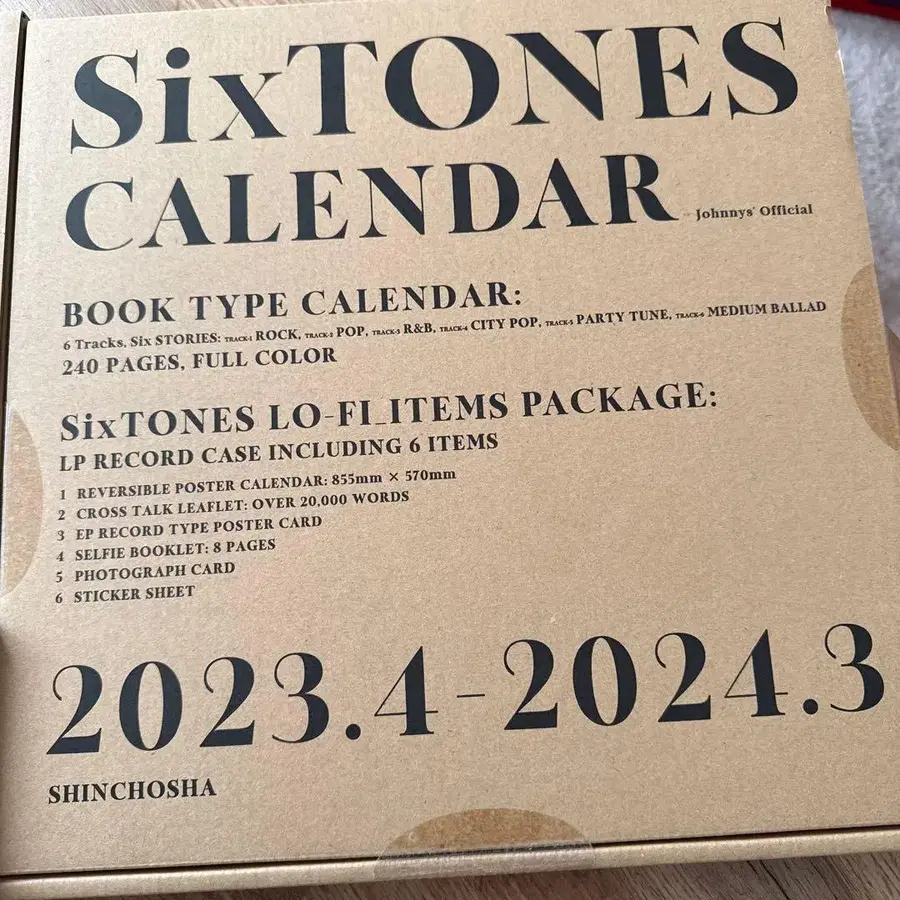 SixTONES
CALENDAR Johnnys' Official
BOOK TYPE CALENDAR:
6 Tracks, Six STORIES: TRACK-1 ROCK, TRACK-2 POP, TRACK-3 R&B, TRACK-4 CITY POP, TRACK-5 PARTY TUNE, TRACK-6 MEDIUM BALLAD
240 PAGES, FULL COLOR
SixTONES LO-FI_ITEMS PACKAGE:
LP RECORD CASE INCLUDING 6 ITEMS
1 REVERSIBLE POSTER CALENDAR: 855mm × 570mm
2 CROSS TALK LEAFLET: OVER 20,000 WORDS
3 EP RECORD TYPE POSTER CARD
4 SELFIE BOOKLET: 8 PAGES
5 PHOTOGRAPH CARD
6 STICKER SHEET
2023.4-2024.3
SHINCHOSHA